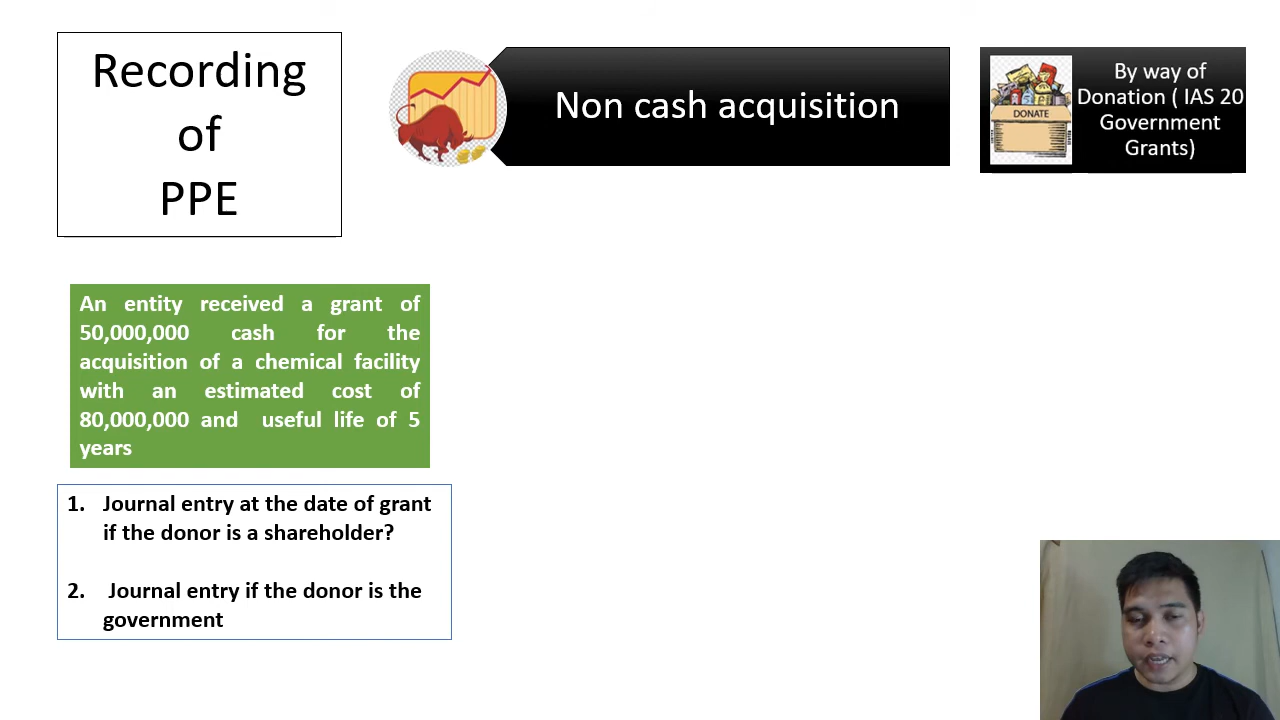 Recording
of
PPE
Non cash acquisition
DONATE
By way of
Donation ( IAS 20
Government
Grants)
An entity received a grant of
50,000,000 cash for the
acquisition of a chemical facility
with an estimated cost of
80,000,000 and useful life of 5
years
1. Journal entry at the date of grant
if the donor is a shareholder?
2. Journal entry if the donor is the
government